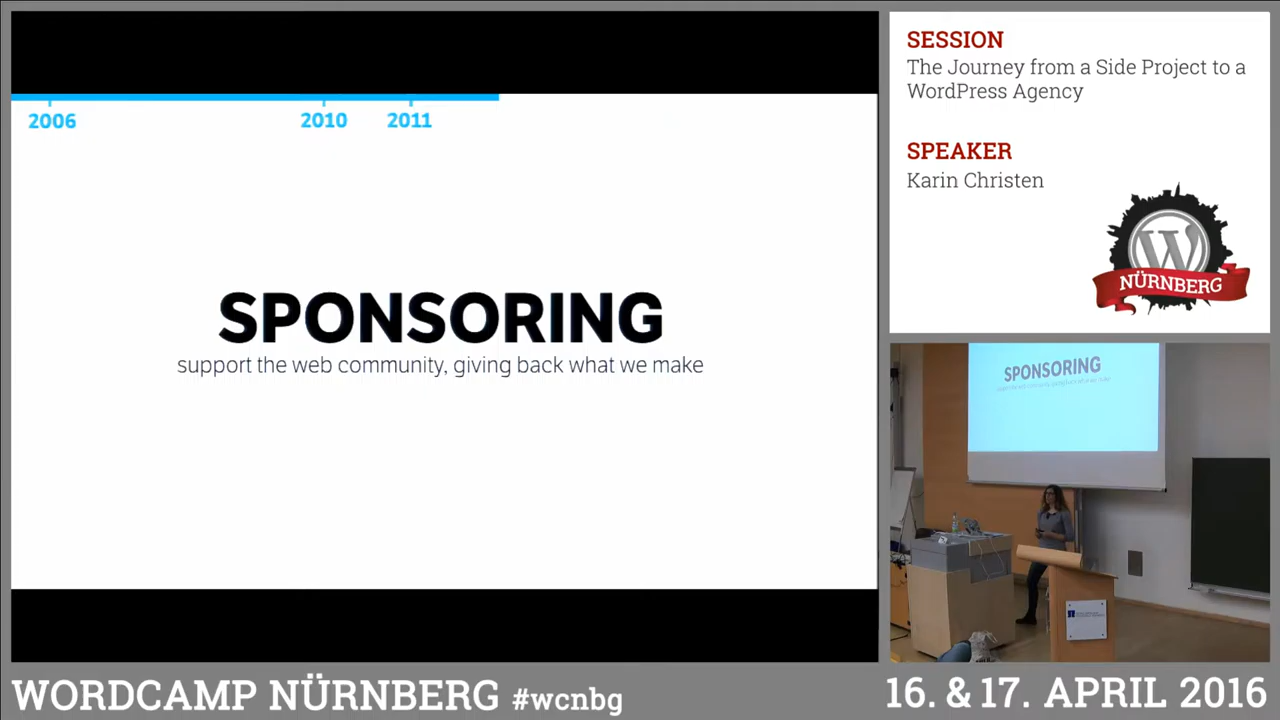 2006 2010 2011
SPONSORING
support the web community, giving back what we make
SESSION
The Journey from a Side Project to a
WordPress Agency
SPEAKER
Karin Christen
W
NÜRNBERG
SPONSORING
WORDCAMP NÜRNBERG #wcnbg
16. & 17. APRIL 2016